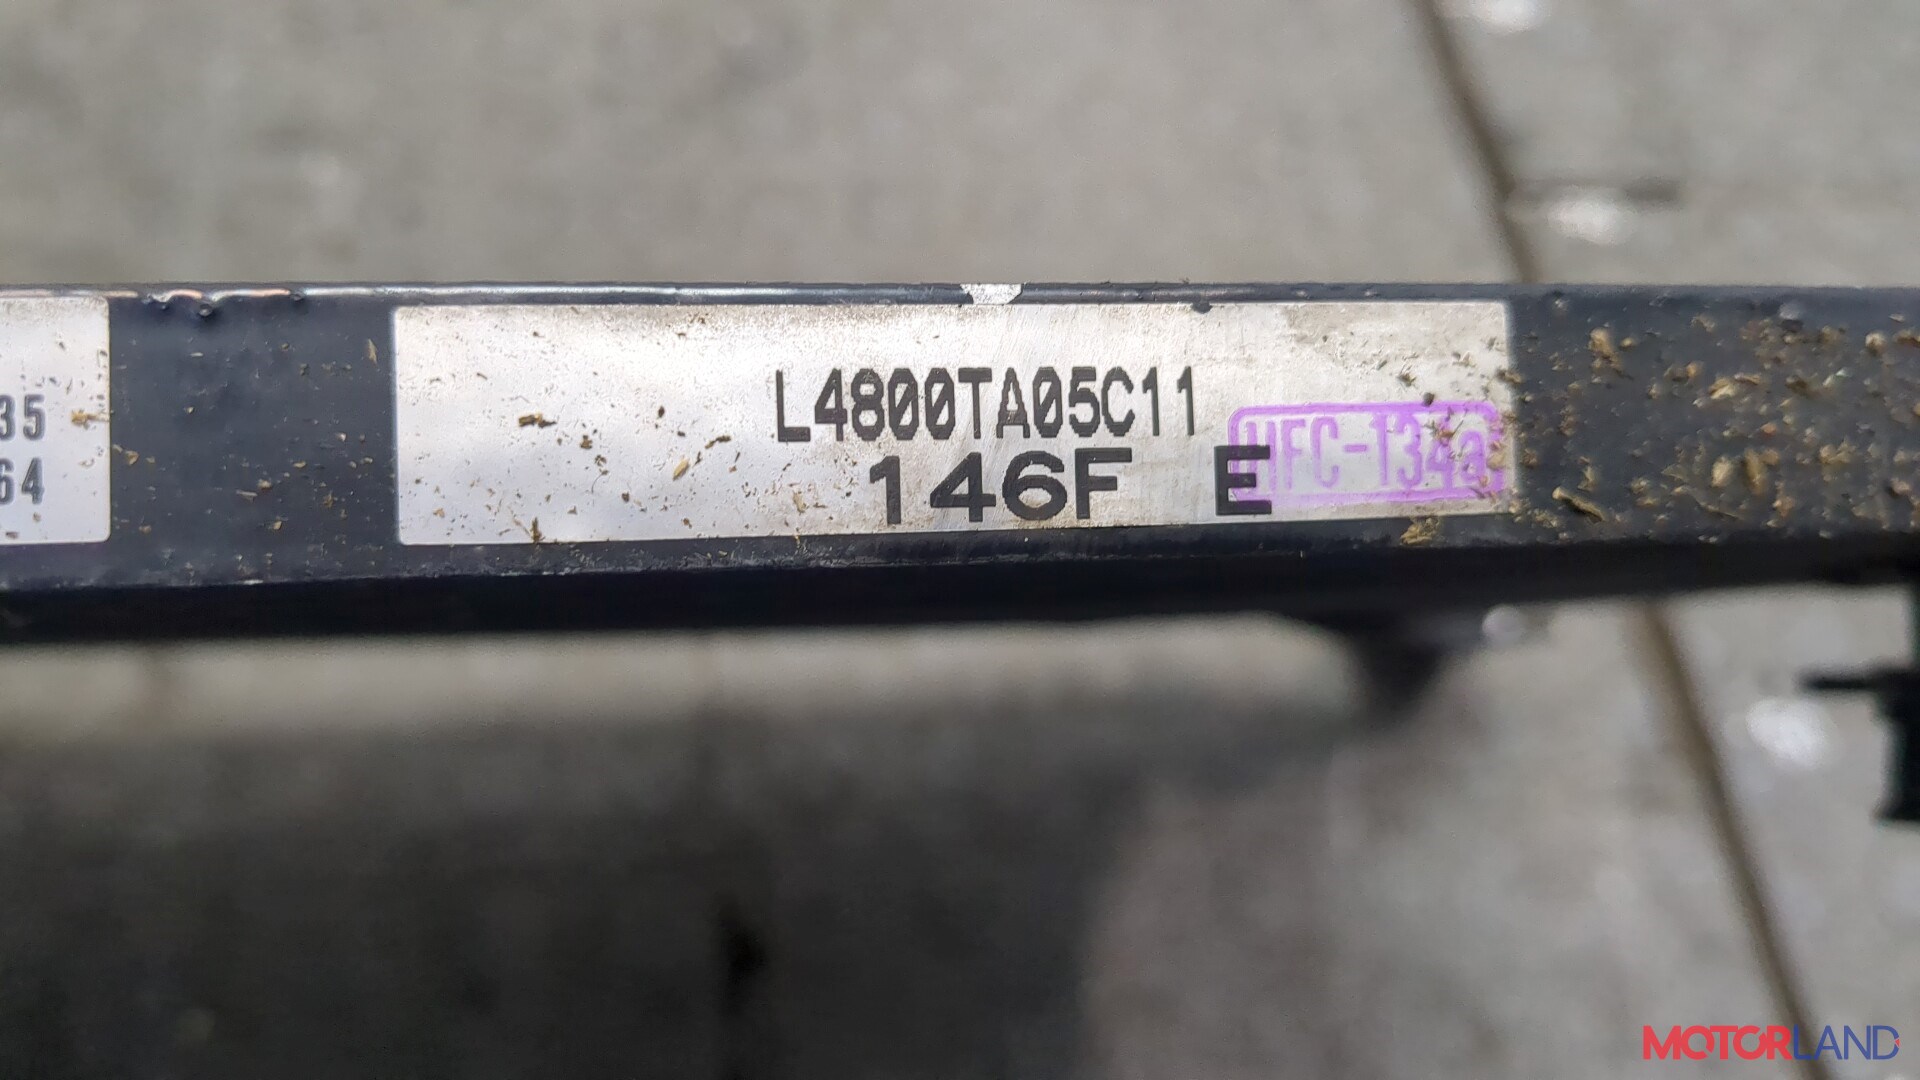 35
64
L4800TA05C11
146F E
HFC-134a
MOTORLAND